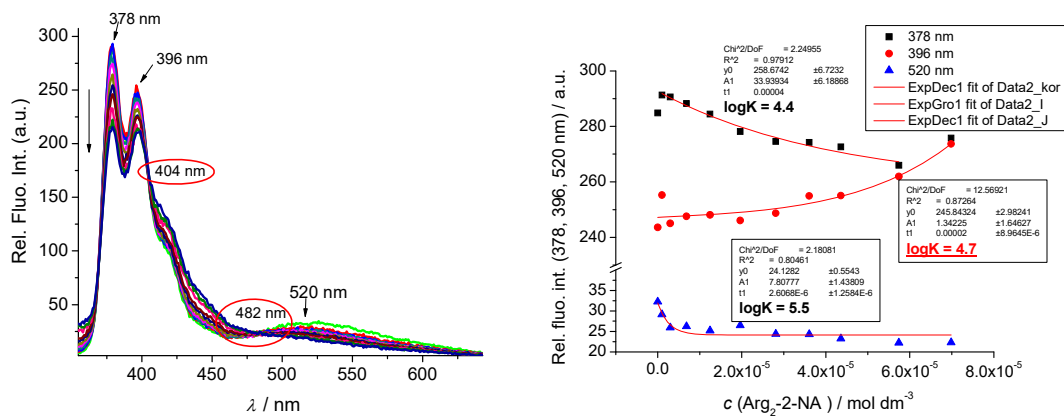 378 nm
396 nm
404 nm
482 nm
520 nm
Rel. Fluo. Int. (a.u.)
300
250
200
150
100
50
400 450 500 550 600
λ / nm
Rel. fluo. int. (378, 396, 520 nm) / a.u.
300
280
260
240
35
30
25
20
0.0 2.0x10⁻⁵ 4.0x10⁻⁵ 6.0x10⁻⁵ 8.0x10⁻⁵
c (Arg₂-2-NA) / mol dm⁻³
378 nm
396 nm
520 nm
ExpDec1 fit of Data2_kor
ExpGro1 fit of Data2_I
ExpDec1 fit of Data2_J
Chi^2/DoF = 2.24955
R^2 = 0.97912
y0 258.6742 ±6.7232
A1 33.93934 ±6.18868
t1 0.00004
logK = 4.4
Chi^2/DoF = 12.56921
R^2 = 0.87264
y0 245.84324 ±2.98241
A1 1.34225 ±1.64627
t1 0.00002 ±8.9645E-6
logK = 4.7
Chi^2/DoF = 2.18081
R^2 = 0.80461
y0 24.1282 ±0.5543
A1 7.80777 ±1.43809
t1 2.6068E-6 ±1.2584E-6
logK = 5.5